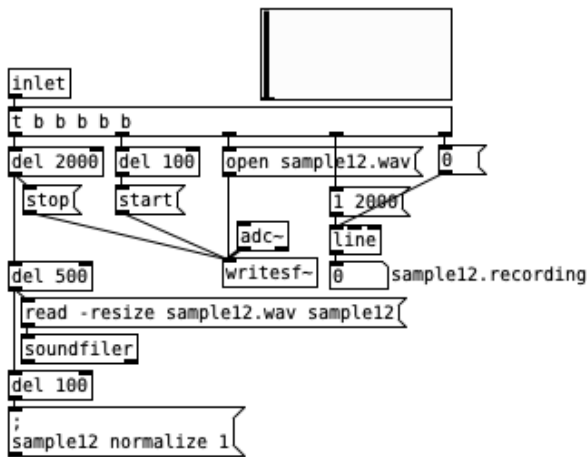 inlet
t b b b b b
del 2000
del 100
open sample12.wav
0
stop
start
1 2000
adc~
line
writesf~
del 500
0
sample12.recording
read -resize sample12.wav sample12
soundfiler
del 100
;
sample12 normalize 1